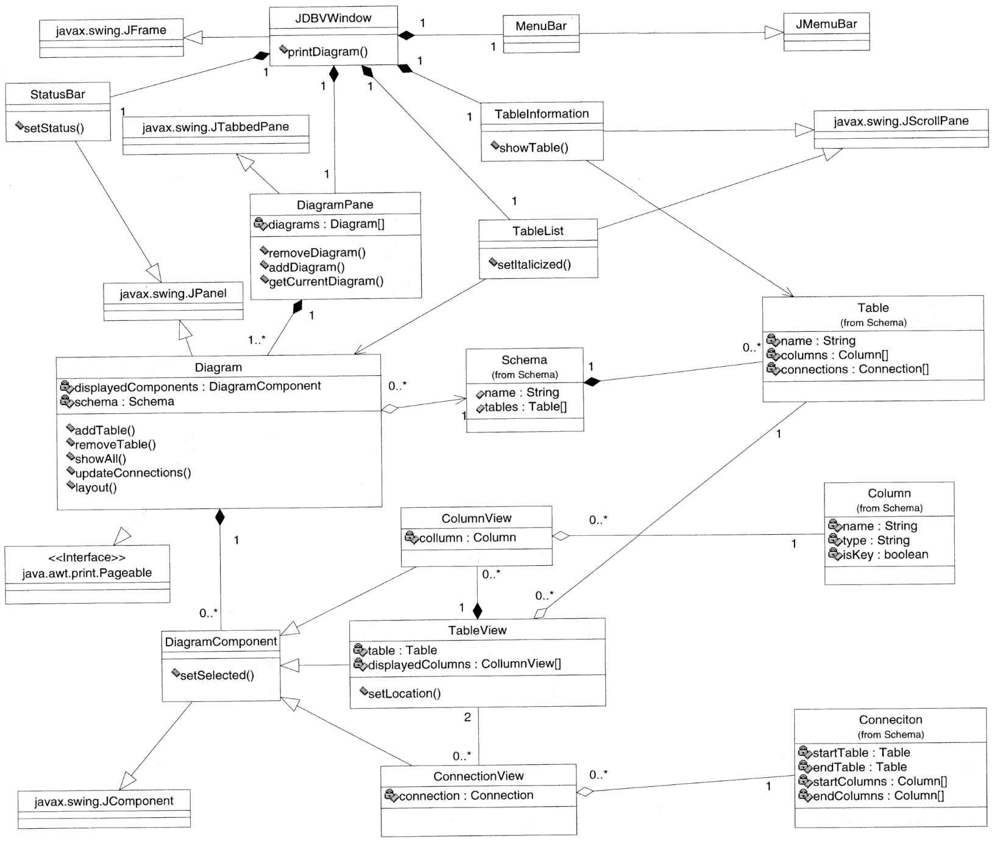 JDBVWindow
printDiagram()
javax.swing.JFrame
MenuBar
JMemuBar
1
1
1
1
1
1
StatusBar
setStatus()
1
javax.swing.JTabbedPane
1
TableInformation
showTable()
javax.swing.JScrollPane
1
1
DiagramPane
diagrams : Diagram[]
removeDiagram()
addDiagram()
getCurrentDiagram()
TableList
setItalicized()
javax.swing.JPanel
1
1..*
Table
(from Schema)
name : String
columns : Column[]
connections : Connection[]
Diagram
displayedComponents : DiagramComponent
schema : Schema
addTable()
removeTable()
showAll()
updateConnections()
layout()
0..*
1
Schema
(from Schema)
name : String
tables : Table[]
1
0..*
1
Column
(from Schema)
name : String
type : String
isKey : boolean
ColumnView
collumn : Column
0..*
1
1
<<Interface>>
java.awt.print.Pageable
0..*
0..*
1
0..*
DiagramComponent
setSelected()
TableView
table : Table
displayedColumns : CollumnView[]
setLocation()
2
0..*
Conneciton
(from Schema)
startTable : Table
endTable : Table
startColumns : Column[]
endColumns : Column[]
ConnectionView
connection : Connection
0..*
1
javax.swing.JComponent